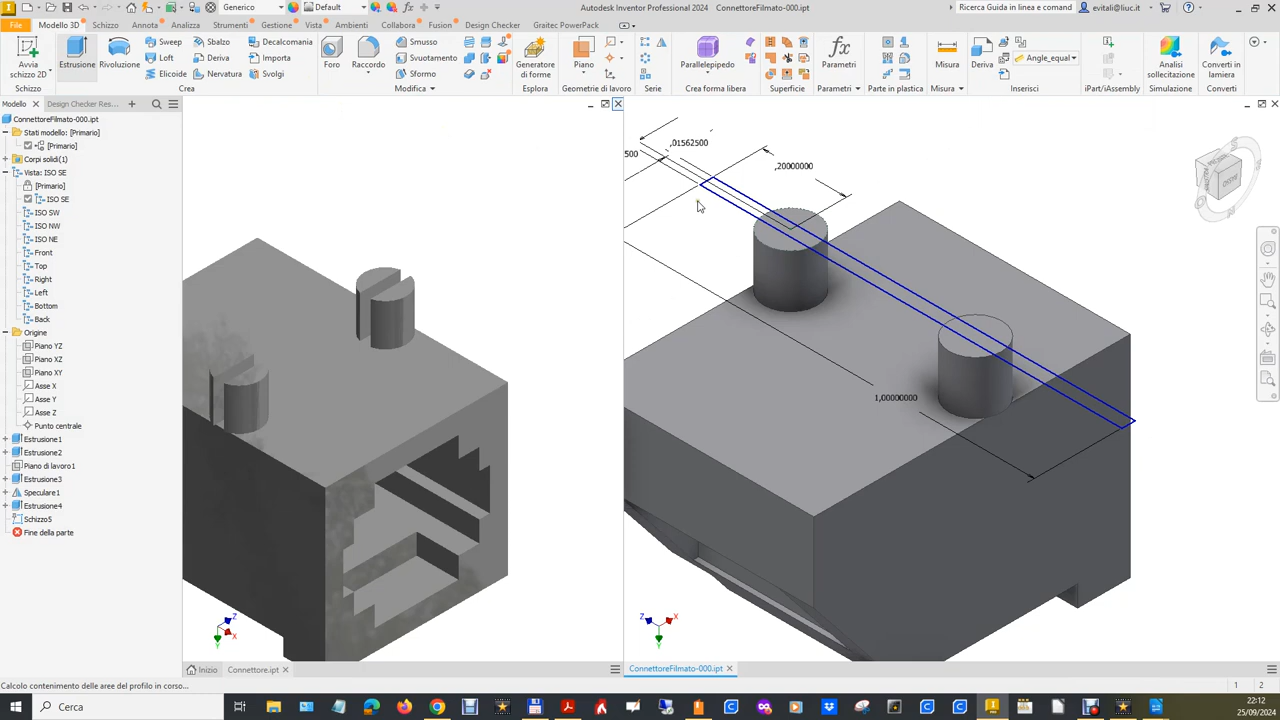 Generico
Default
Autodesk Inventor Professional 2024 ConnettoreFilmato-000.ipt
Ricerca Guida in linea e comand
evitali@liuc.it
File Modello 3D Schizzo Annota Analizza Strumenti Gestione Vista Ambienti Collabora Fusion Design Checker Graitec PowerPack
Avvia schizzo 2D
Estrusione
Rivoluzione
Sweep
Loft
Elicoide
Sbalzo
Deriva
Nervatura
Decalcomania
Importa
Svolgi
Foro
Raccordo
Smusso
Svuotamento
Sformo
Generatore di forme
Piano
Parallelepipedo
Parametri
Misura
Deriva
Angle_equal
Analisi sollecitazione
Converti in lamiera
Schizzo
Crea
Modifica
Esplora
Geometrie di lavoro
Serie
Crea forma libera
Superficie
Parametri
Parte in plastica
Misura
Inserisci
iPart/iAssembly
Simulazione
Converti
Modello
Design Checker Res...
ConnettoreFilmato-000.ipt
Stati modello: [Primario]
[Primario]
Corpi solidi(1)
Vista: ISO SE
[Primario]
ISO SE
ISO SW
ISO NW
ISO NE
Front
Top
Right
Left
Bottom
Back
Origine
Piano YZ
Piano XZ
Piano XY
Asse X
Asse Y
Asse Z
Punto centrale
Estrusione1
Estrusione2
Piano di lavoro1
Estrusione3
Speculare1
Estrusione4
Schizzo5
Fine della parte
,01562500
500
,20000000
1,00000000
Z
X
Y
Z
X
Y
Inizio
Connettore.ipt
ConnettoreFilmato-000.ipt
Calcolo contenimento delle aree del profilo in corso...
1
2
Cerca
22:12
25/09/2024